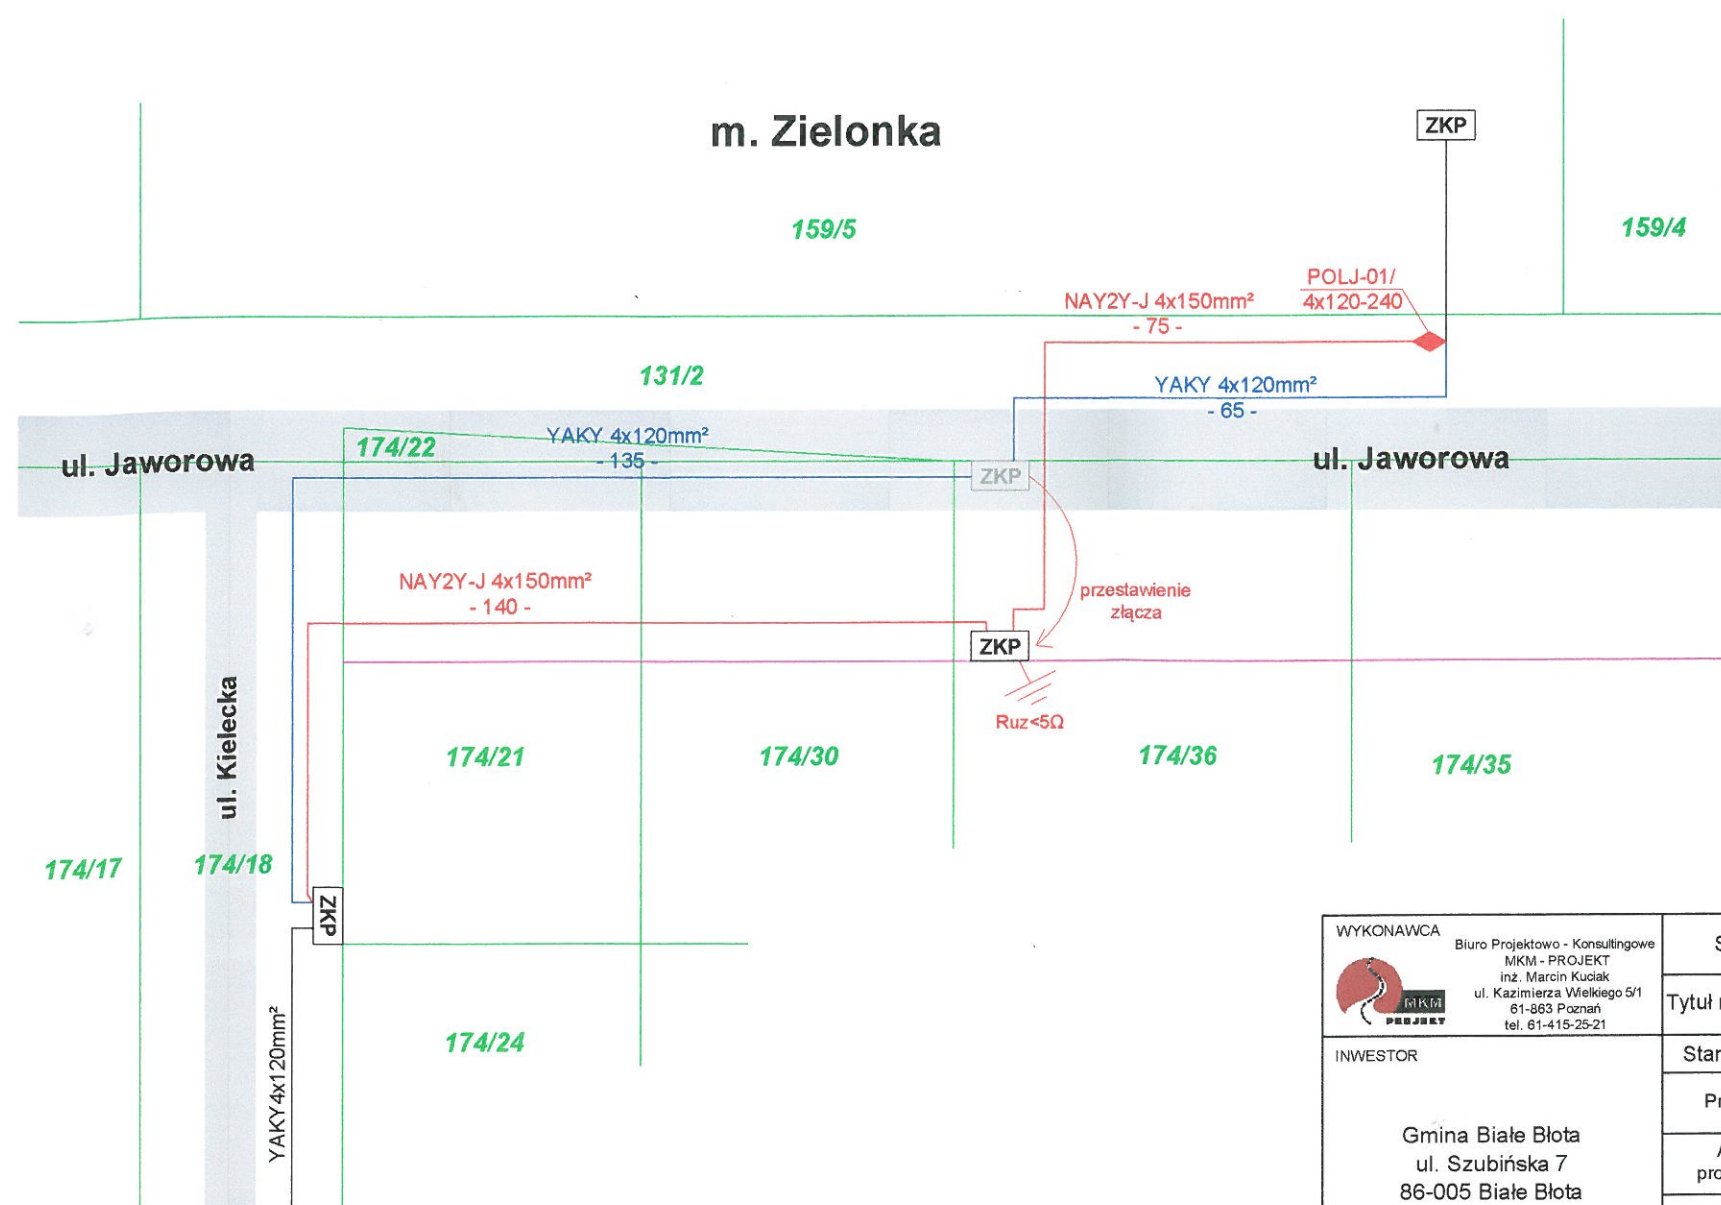 m. Zielonka
ZKP
159/5
159/4
POLJ-01/
4x120-240
NAY2Y-J 4x150mm²
- 75 -
131/2
YAKY 4x120mm²
- 65 -
174/22
YAKY 4x120mm²
- 135 -
ul. Jaworowa
ZKP
ul. Jaworowa
NAY2Y-J 4x150mm²
- 140 -
przestawienie
złącza
ZKP
Ruz<5Ω
ul. Kielecka
174/21
174/30
174/36
174/35
174/17
174/18
ZKP
YAKY4x120mm²
174/24
WYKONAWCA
Biuro Projektowo - Konsultingowe
MKM - PROJEKT
inż. Marcin Kuciak
ul. Kazimierza Wielkiego 5/1
61-863 Poznań
tel. 61-415-25-21
MKM
PROJEKT
S
Tytuł r
INWESTOR
Star
Pr
Gmina Białe Błota
ul. Szubińska 7
86-005 Białe Błota
A
pro